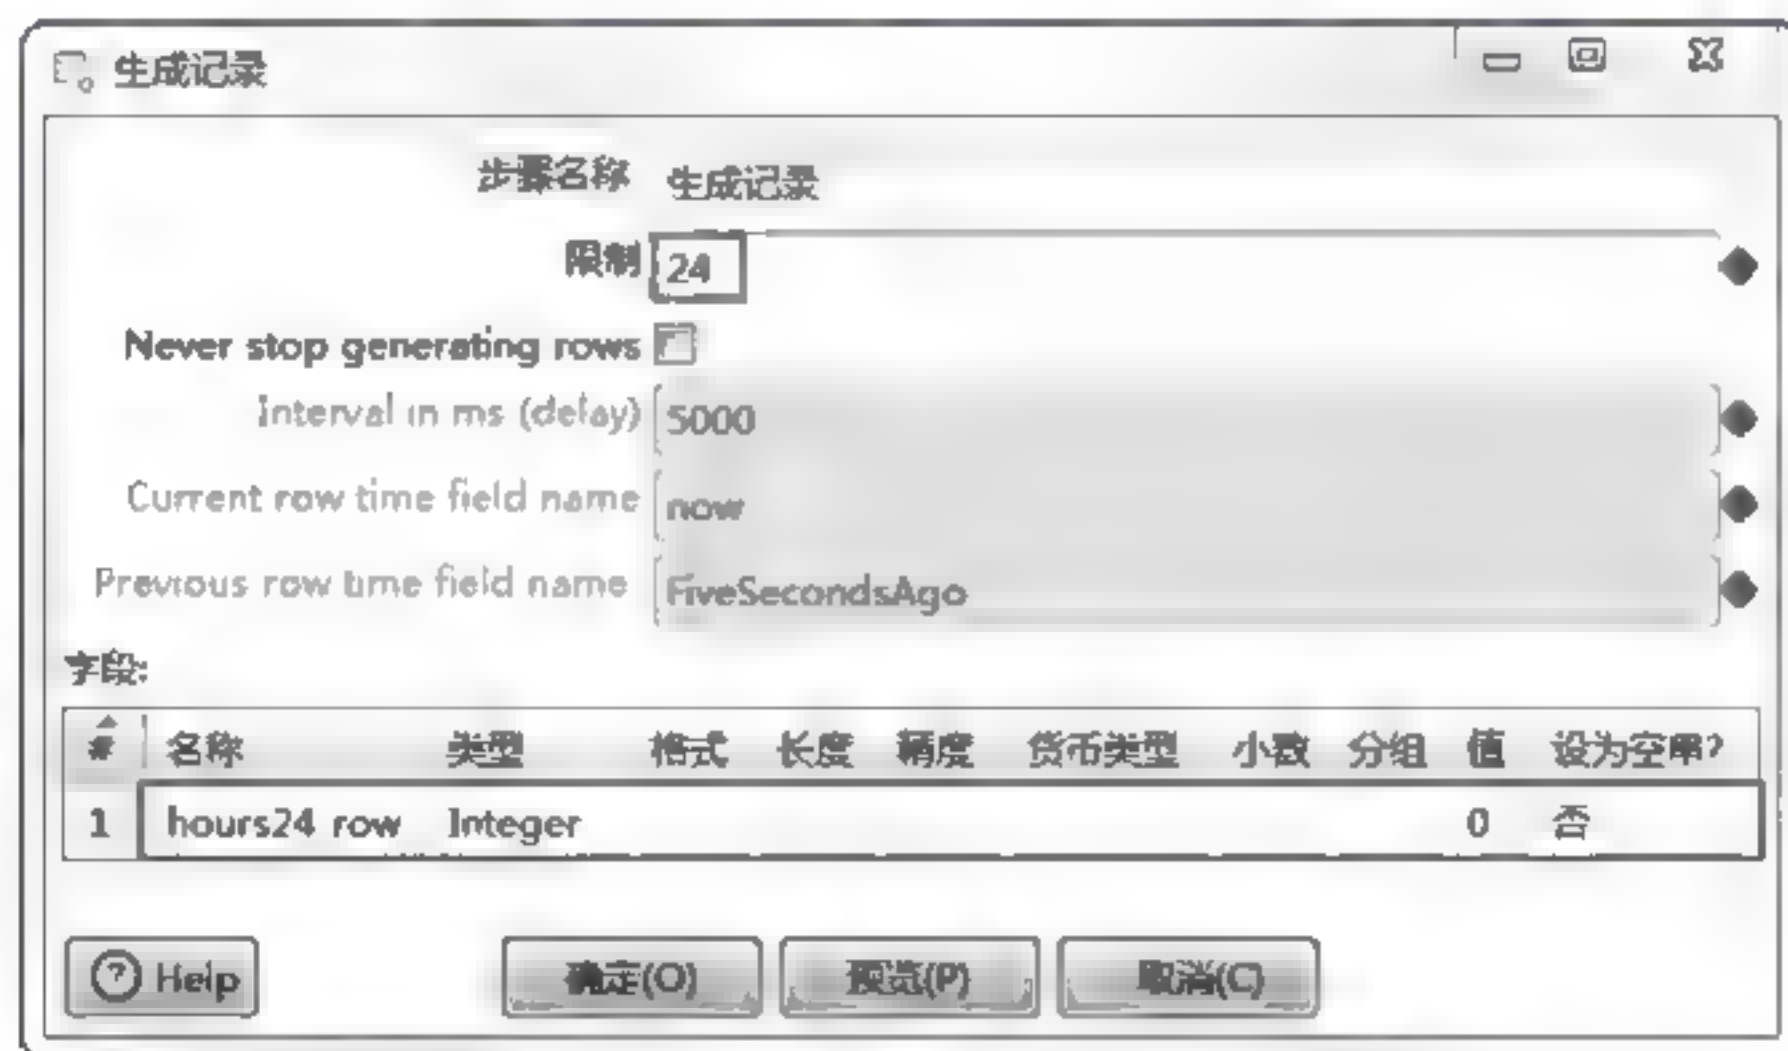 生成记录
步骤名称 生成记录
限制 24
Never stop generating rows
Interval in ms (delay) 5000
Current row time field name now
Previous row time field name FiveSecondsAgo
字段:
# 名称 类型 格式 长度 精度 货币类型 小数 分组 值 设为空串?
1 hours24 row Integer 0 否
? Help 确定(O) 预览(P) 取消(C)